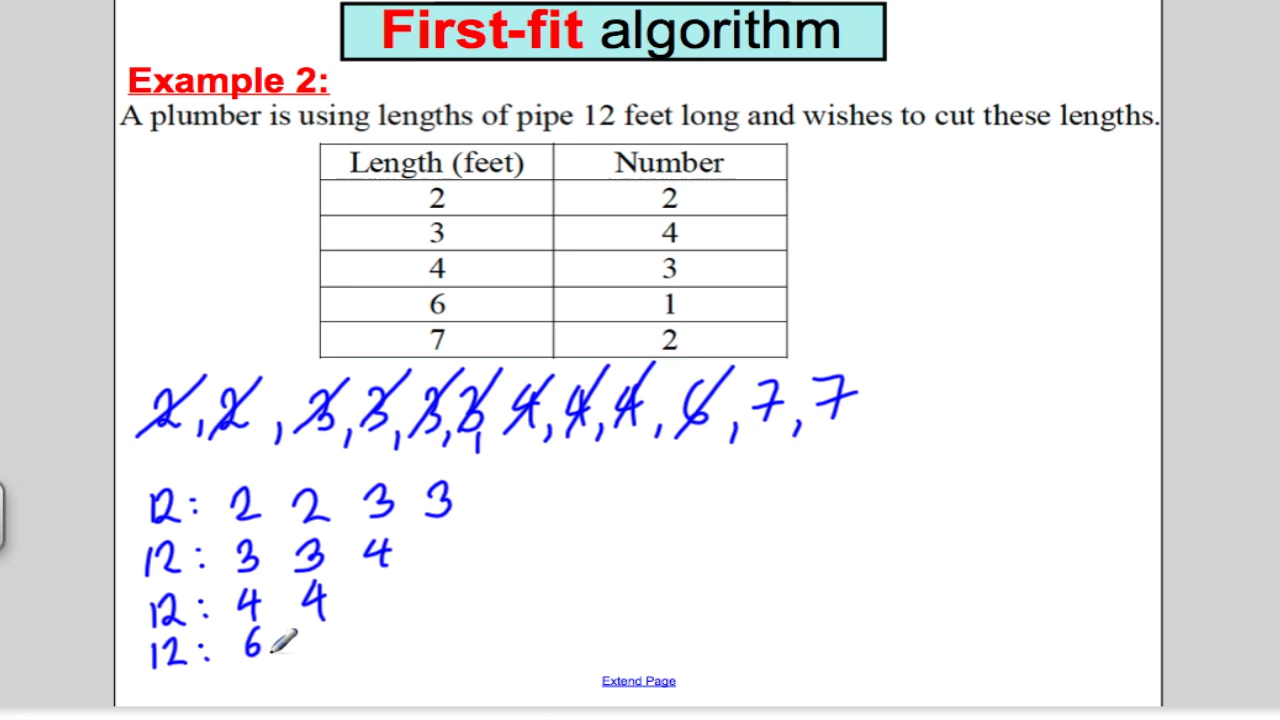 First-fit algorithm
Example 2:
A plumber is using lengths of pipe 12 feet long and wishes to cut these lengths.
Length (feet) Number
2 2
3 4
4 3
6 1
7 2
2, 2, 3, 3, 3, 3, 4, 4, 4, 6, 7, 7
12: 2 2 3 3
12: 3 3 4
12: 4 4
12: 6
Extend Page